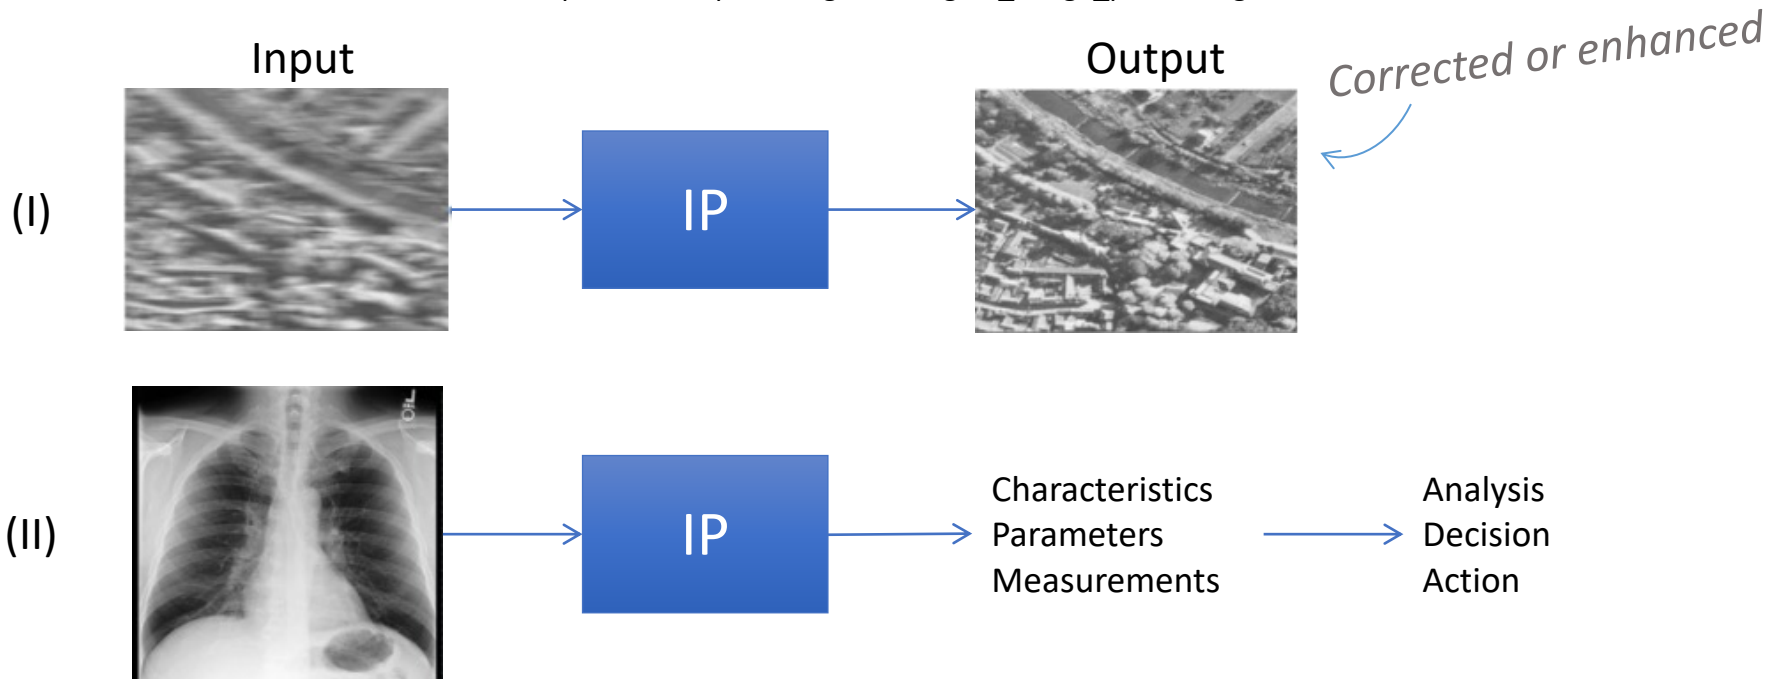 Input
Output
Corrected or enhanced
(I)
IP
(II)
IP
Characteristics
Parameters
Measurements
Analysis
Decision
Action